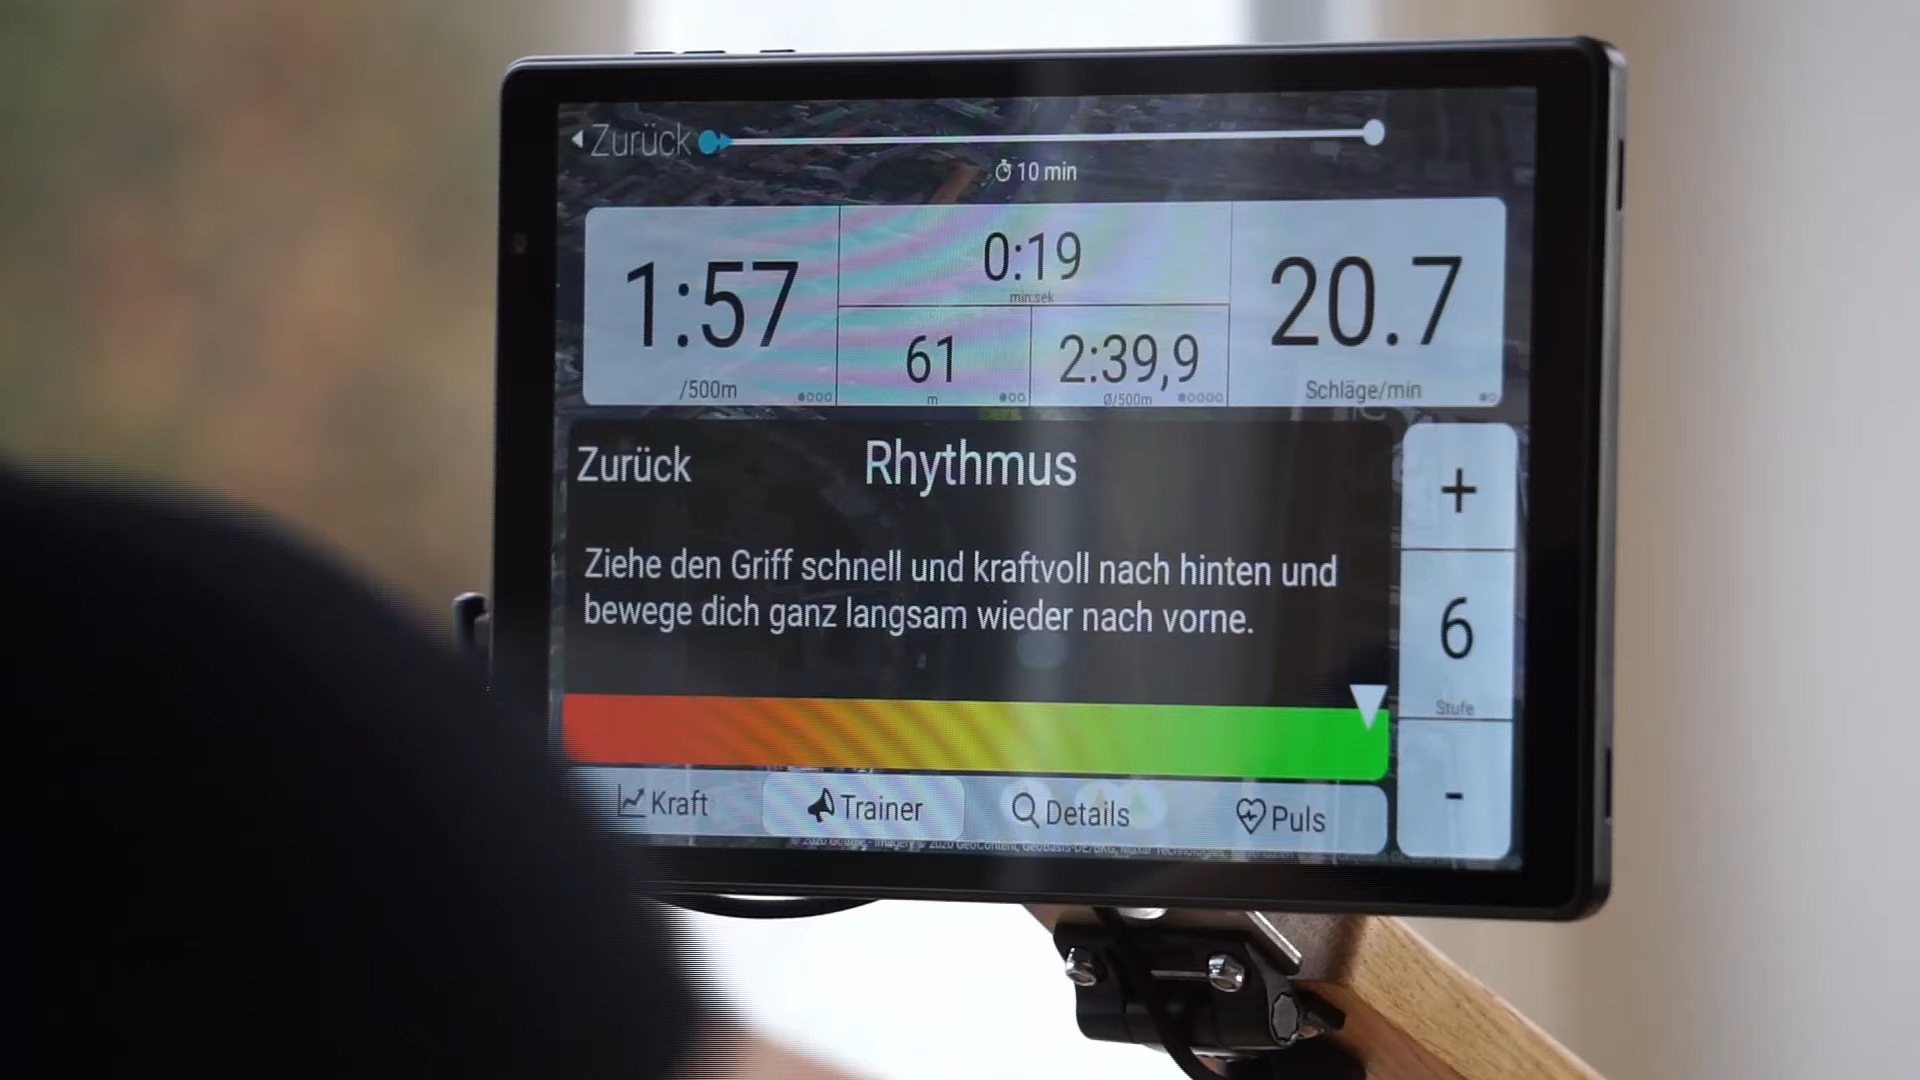 Zurück
10 min
1:57
/500m
0:19
min:sek
61
m
2:39,9
Ø/500m
20.7
Schläge/min
Zurück
Rhythmus
Ziehe den Griff schnell und kraftvoll nach hinten und
bewege dich ganz langsam wieder nach vorne.
+
6
Stufe
-
Kraft
Trainer
Details
Puls